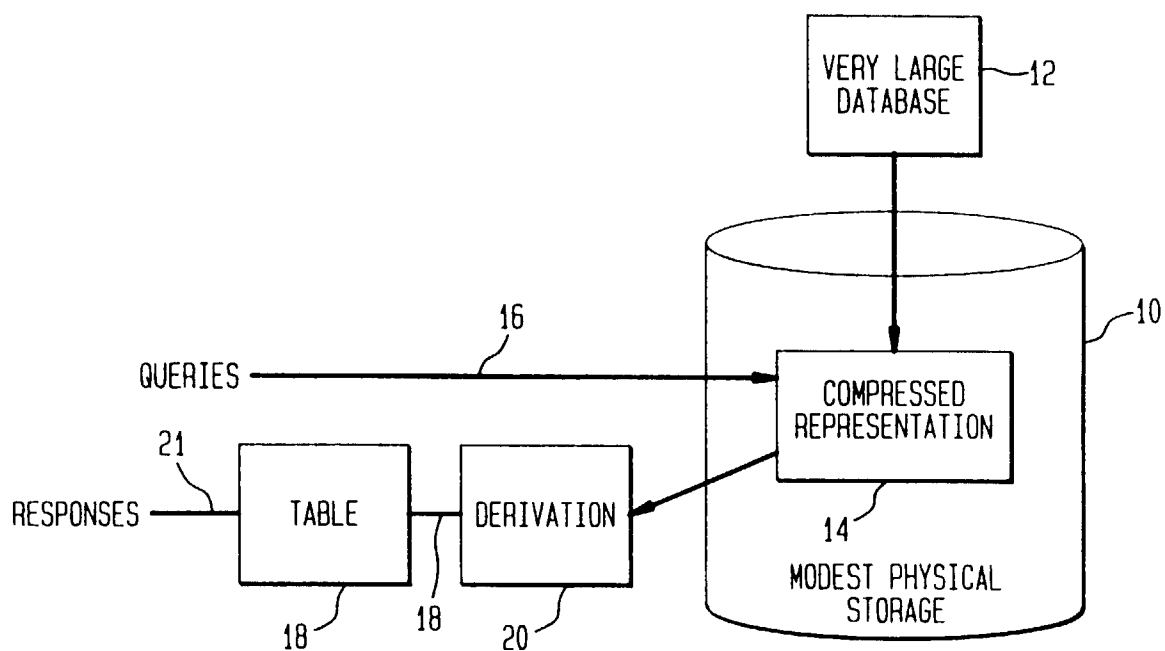 VERY LARGE
DATABASE
12
10
16
QUERIES
COMPRESSED
REPRESENTATION
21
RESPONSES
TABLE
DERIVATION
18
14
18
20
MODEST PHYSICAL
STORAGE